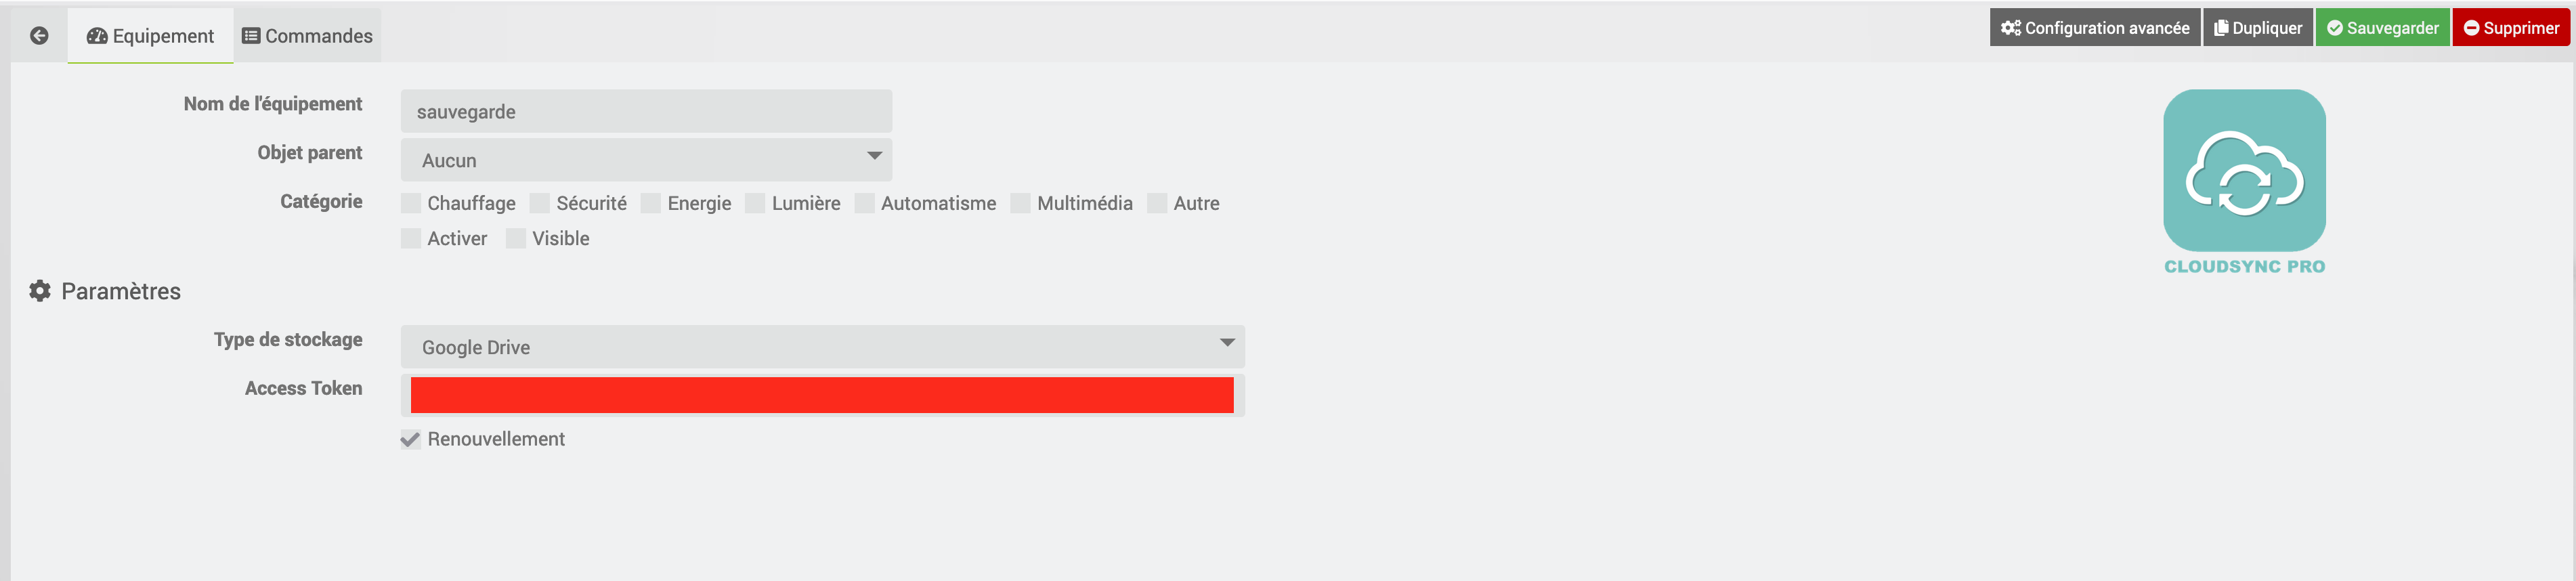 Equipement Commandes Configuration avancée Dupliquer Sauvegarder Supprimer
Nom de l'équipement sauvegarde
Objet parent Aucun
Catégorie Chauffage Sécurité Energie Lumière Automatisme Multimédia Autre
Activer Visible
CLOUDSYNC PRO
Paramètres
Type de stockage Google Drive
Access Token
Renouvellement